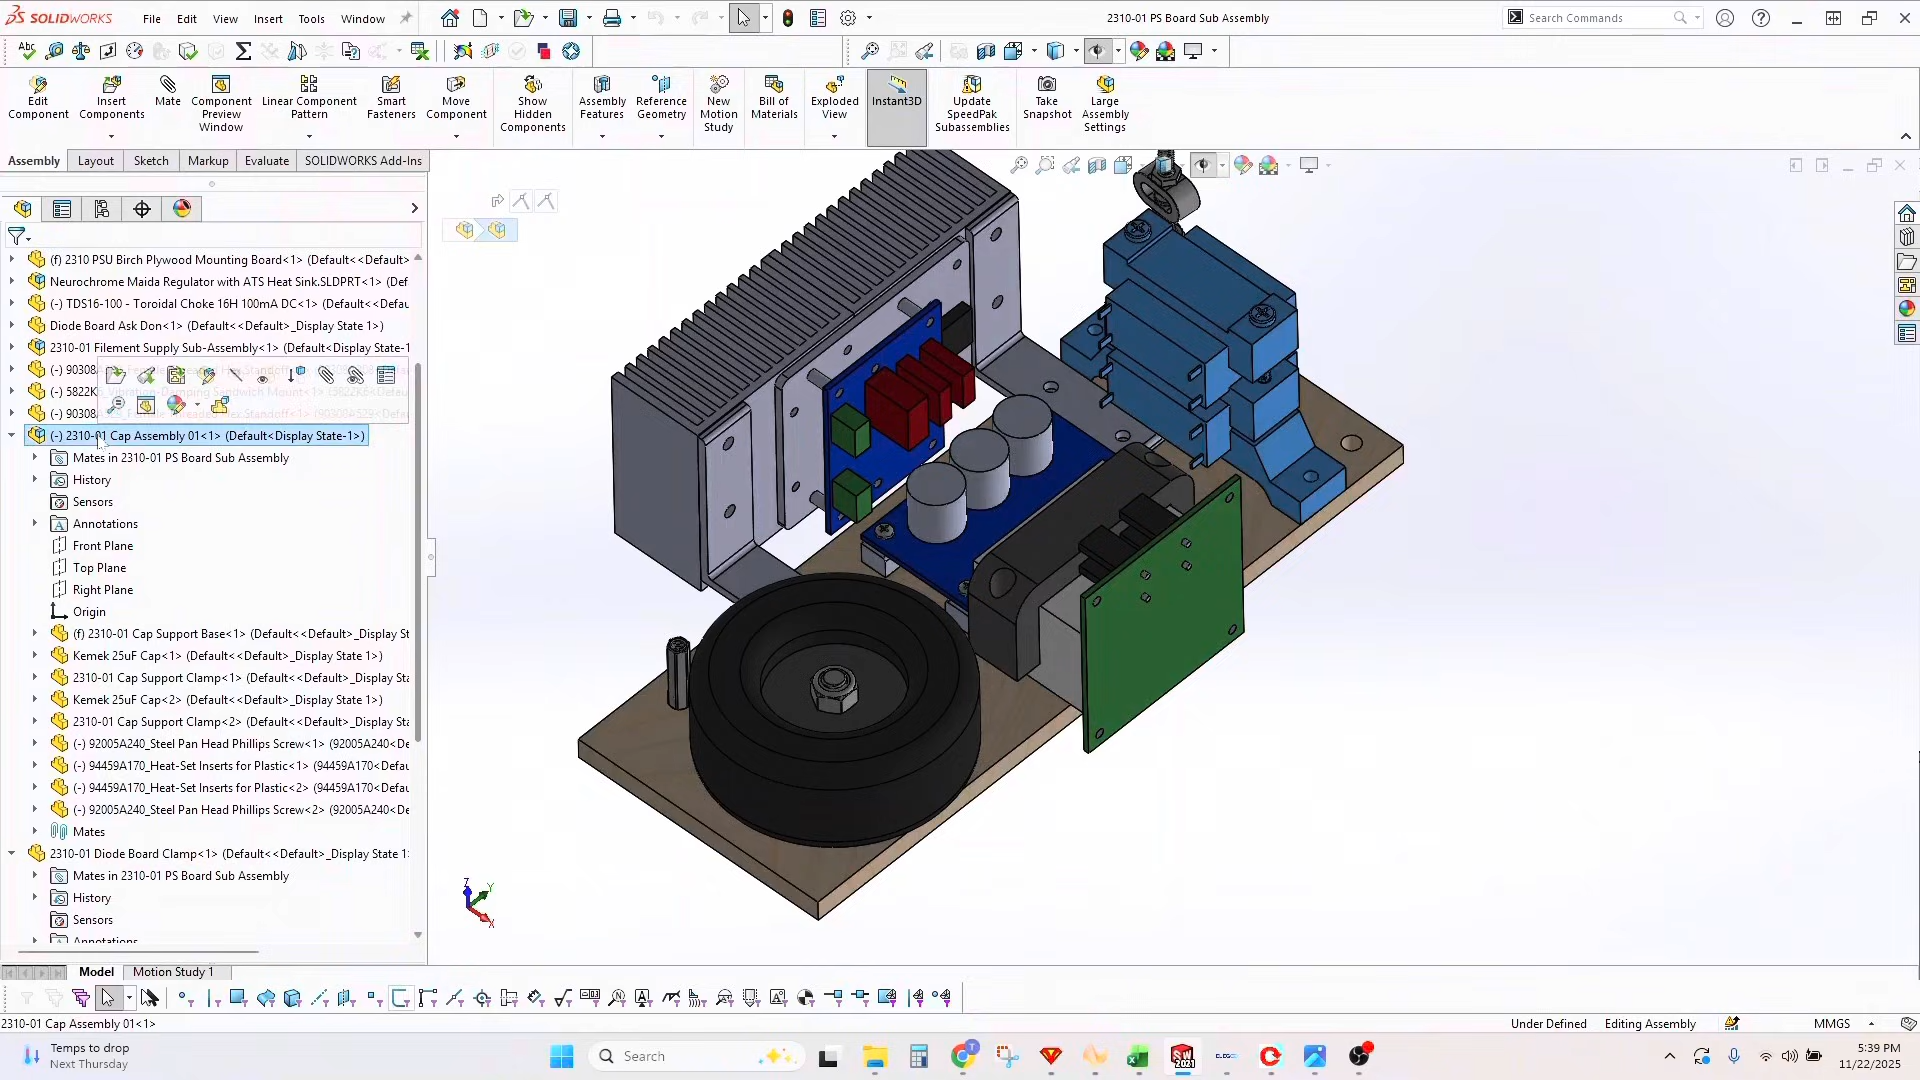 SOLIDWORKS
File
Edit
View
Insert
Tools
Window
2310-01 PS Board Sub Assembly
Search Commands
Edit Component
Insert Components
Mate
Component Preview Window
Linear Component Pattern
Smart Fasteners
Move Component
Show Hidden Components
Assembly Features
Reference Geometry
New Motion Study
Bill of Materials
Exploded View
Instant3D
Update SpeedPak Subassemblies
Take Snapshot
Large Assembly Settings
Assembly
Layout
Sketch
Markup
Evaluate
SOLIDWORKS Add-Ins
(f) 2310 PSU Birch Plywood Mounting Board<1> (Default<<Default>
Neurochrome Maida Regulator with ATS Heat Sink.SLDPRT<1> (Def
(-) TDS16-100 - Toroidal Choke 16H 100mA DC<1> (Default<<Defau
Diode Board Ask Don<1> (Default<<Default>_Display State 1>)
2310-01 Filement Supply Sub-Assembly<1> (Default<Display State-1
(-) 90308
(-) 5822K
(-) 90308
(-) 2310-01 Cap Assembly 01<1> (Default<Display State-1>)
Mates in 2310-01 PS Board Sub Assembly
History
Sensors
Annotations
Front Plane
Top Plane
Right Plane
Origin
(f) 2310-01 Cap Support Base<1> (Default<<Default>_Display St
Kemek 25uF Cap<1> (Default<<Default>_Display State 1>)
2310-01 Cap Support Clamp<1> (Default<<Default>_Display Sta
Kemek 25uF Cap<2> (Default<<Default>_Display State 1>)
2310-01 Cap Support Clamp<2> (Default<<Default>_Display Sta
(-) 92005A240_Steel Pan Head Phillips Screw<1> (92005A240<De
(-) 94459A170_Heat-Set Inserts for Plastic<1> (94459A170<Defau
(-) 94459A170_Heat-Set Inserts for Plastic<2> (94459A170<Defau
(-) 92005A240_Steel Pan Head Phillips Screw<2> (92005A240<De
Mates
2310-01 Diode Board Clamp<1> (Default<<Default>_Display State 1
Mates in 2310-01 PS Board Sub Assembly
History
Sensors
Annotations
Z
Y
X
Model
Motion Study 1
2310-01 Cap Assembly 01<1>
Under Defined
Editing Assembly
MMGS
Temps to drop
Next Thursday
Search
5:39 PM
11/22/2025